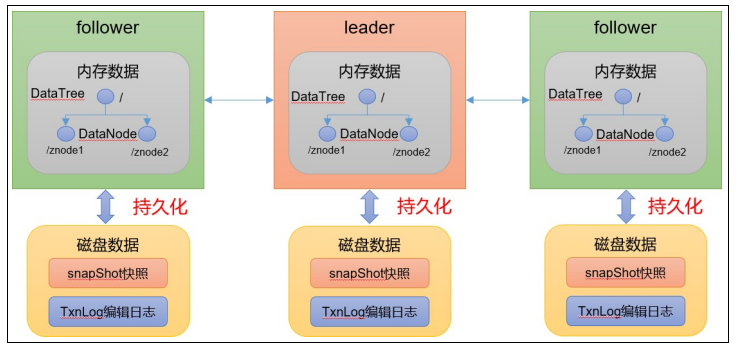 follower
内存数据
DataTree
/
DataNode
/znode1
/znode2
持久化
磁盘数据
snapShot快照
TxnLog编辑日志
leader
内存数据
DataTree
/
DataNode
/znode1
/znode2
持久化
磁盘数据
snapShot快照
TxnLog编辑日志
follower
内存数据
DataTree
/
DataNode
/znode1
/znode2
持久化
磁盘数据
snapShot快照
TxnLog编辑日志